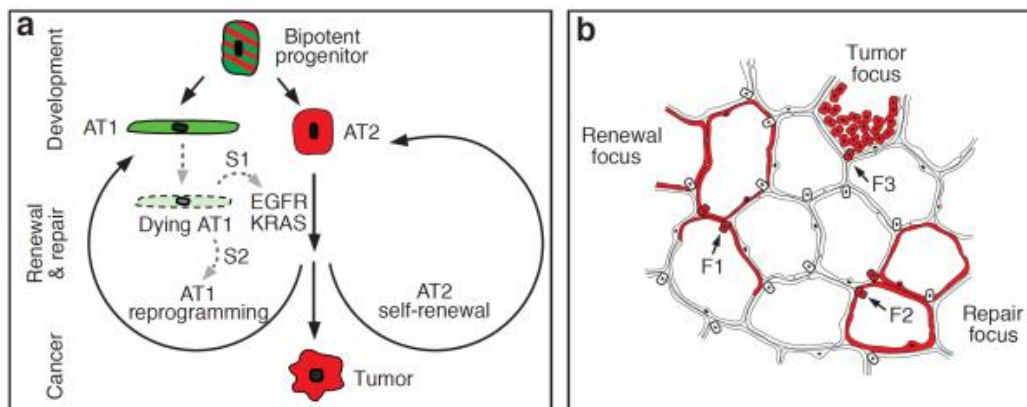 a
Development
Bipotent
progenitor
AT1
AT2
Renewal
& repair
S1
EGFR
KRAS
Dying AT1
S2
AT1
reprogramming
AT2
self-renewal
Cancer
Tumor
b
Tumor
focus
Renewal
focus
F3
F1
F2
Repair
focus